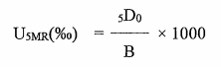 U₅MR(‰) = ₅D₀ / B × 1000